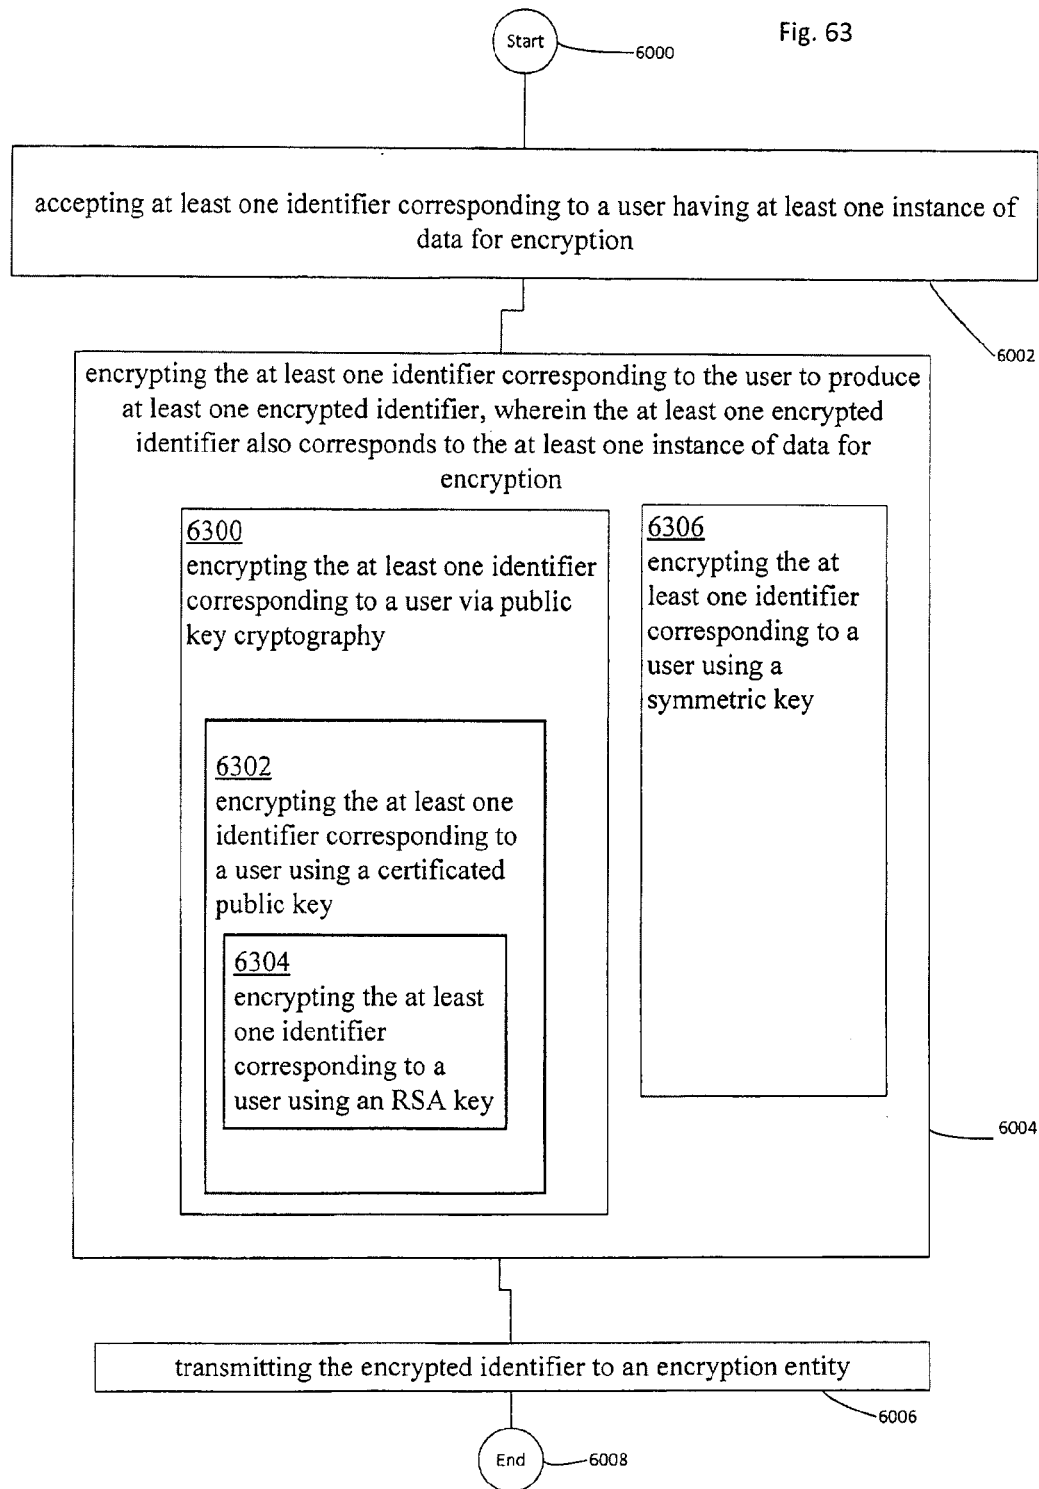 Fig. 63
Start
6000
accepting at least one identifier corresponding to a user having at least one instance of
data for encryption
6002
encrypting the at least one identifier corresponding to the user to produce
at least one encrypted identifier, wherein the at least one encrypted
identifier also corresponds to the at least one instance of data for
encryption
6300
encrypting the at least one identifier
corresponding to a user via public
key cryptography
6302
encrypting the at least one
identifier corresponding to
a user using a certificated
public key
6304
encrypting the at least
one identifier
corresponding to a
user using an RSA key
6306
encrypting the at
least one identifier
corresponding to a
user using a
symmetric key
6004
transmitting the encrypted identifier to an encryption entity
6006
End
6008